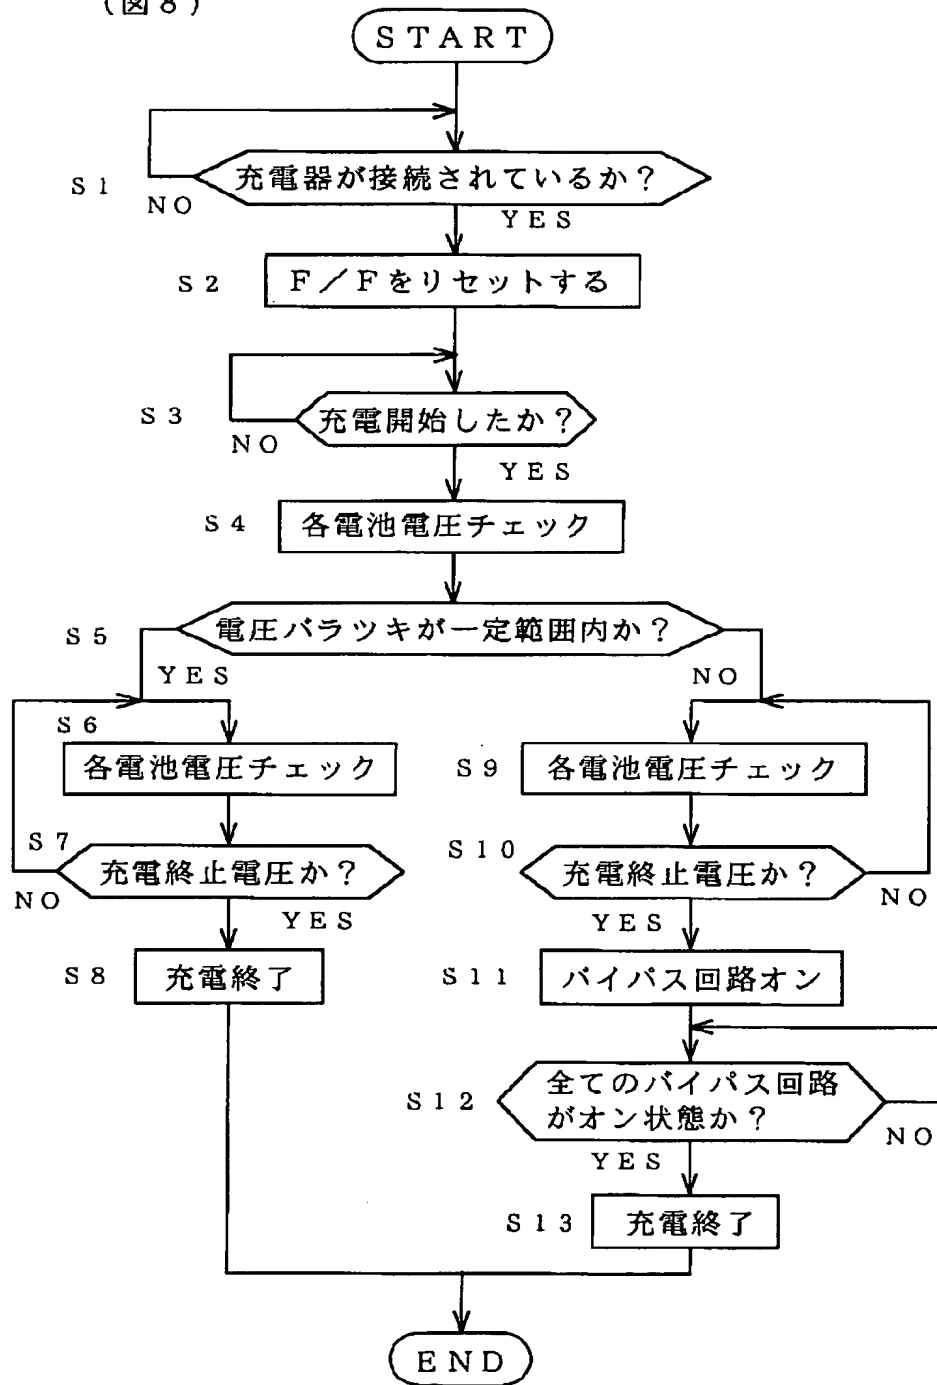 (図8)
START
S1
充電器が接続されているか?
NO
YES
S2
F/Fをリセットする
S3
充電開始したか?
NO
YES
S4
各電池電圧チェック
S5
電圧バラツキが一定範囲内か?
YES
NO
S6
各電池電圧チェック
S9
各電池電圧チェック
S7
充電終止電圧か?
NO
YES
S10
充電終止電圧か?
NO
YES
S8
充電終了
S11
バイパス回路オン
S12
全てのバイパス回路
がオン状態か?
NO
YES
S13
充電終了
END